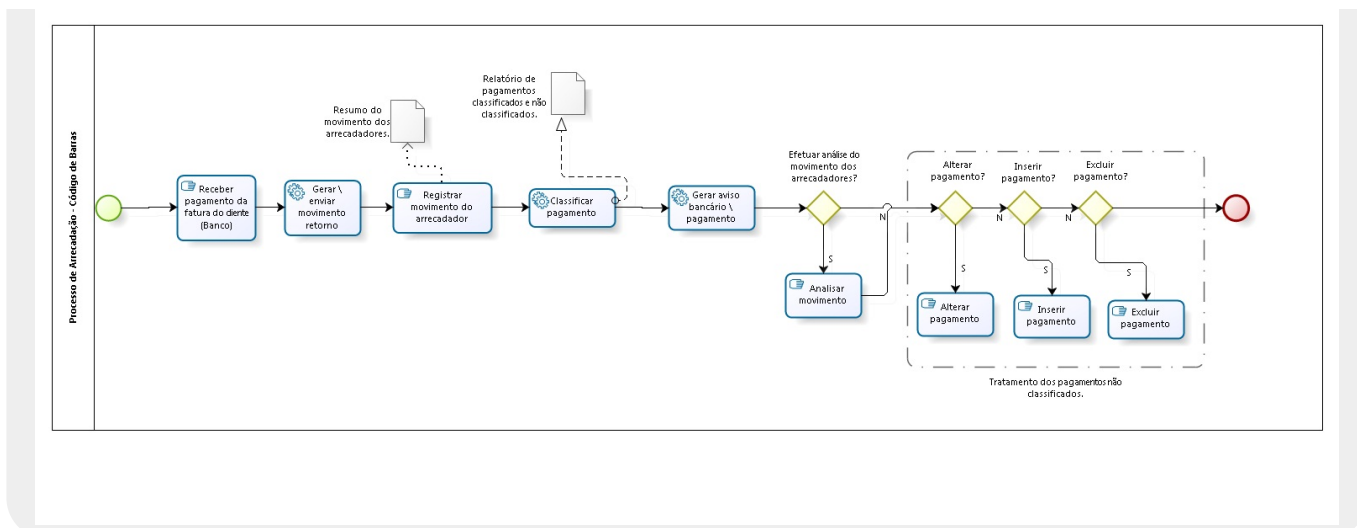 Processo de Arrecadação - Código de Barras
Receber
pagamento da
fatura do cliente
(Banco)
Gerar \
enviar
movimento
retorno
Resumo do
movimento dos
arrecadadores.
Registrar
movimento do
arrecadador
Relatório de
pagamentos
classificados e não
classificados.
Classificar
pagamento
Gerar aviso
bancário \
pagamento
Efetuar análise do
movimento dos
arrecadadores?
N
S
Analisar
movimento
Alterar
pagamento?
N
S
Alterar
pagamento
Inserir
pagamento?
N
S
Inserir
pagamento
Excluir
pagamento?
S
Excluir
pagamento
Tratamento dos pagamentos não
classificados.